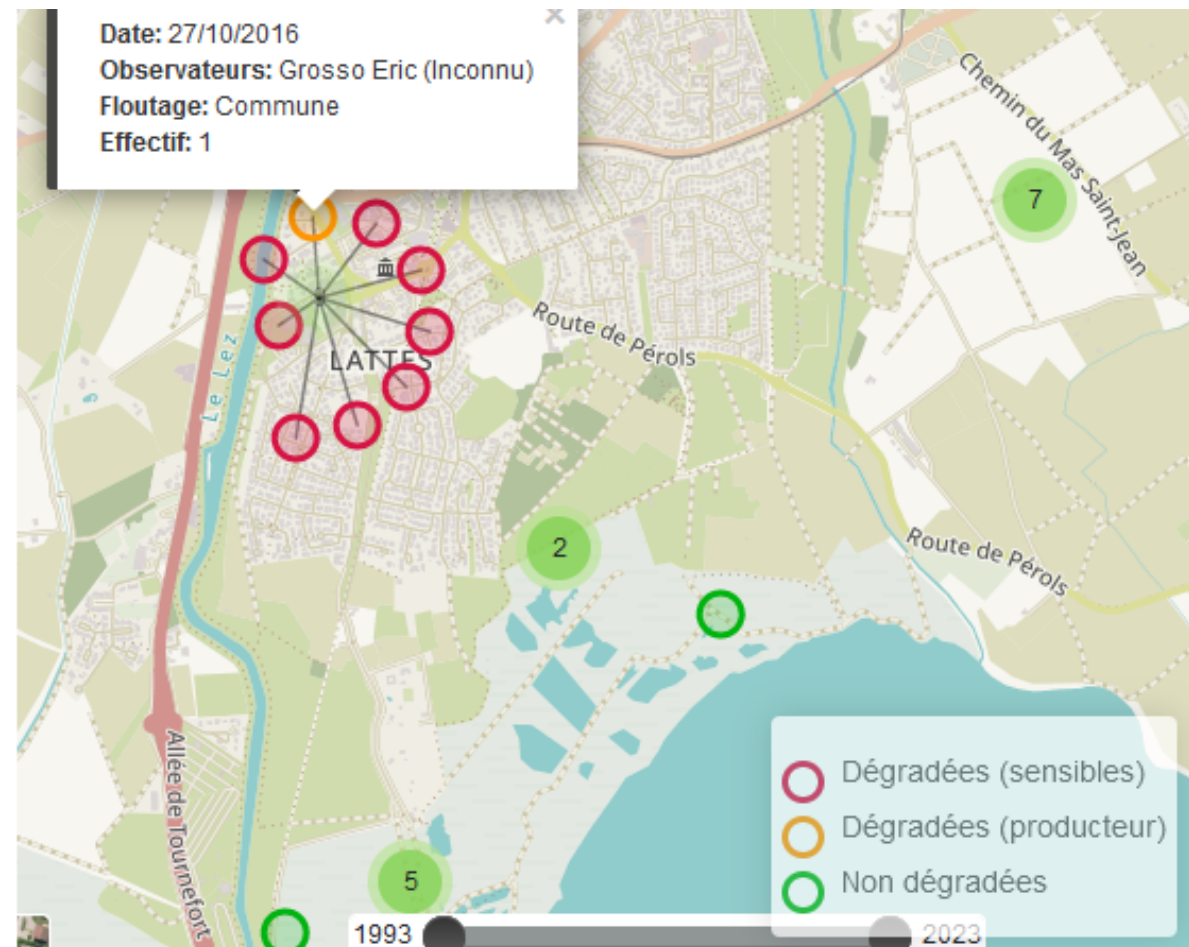 Date: 27/10/2016
×
Observateurs: Grosso Eric (Inconnu)
Floutage: Commune
Effectif: 1
Chemin du Mas Saint-Jean
7
Route de Pérols
LATTES
Le Lez
2
Route de Pérols
Allée de Tournefort
5
Dégradées (sensibles)
Dégradées (producteur)
Non dégradées
1993
2023